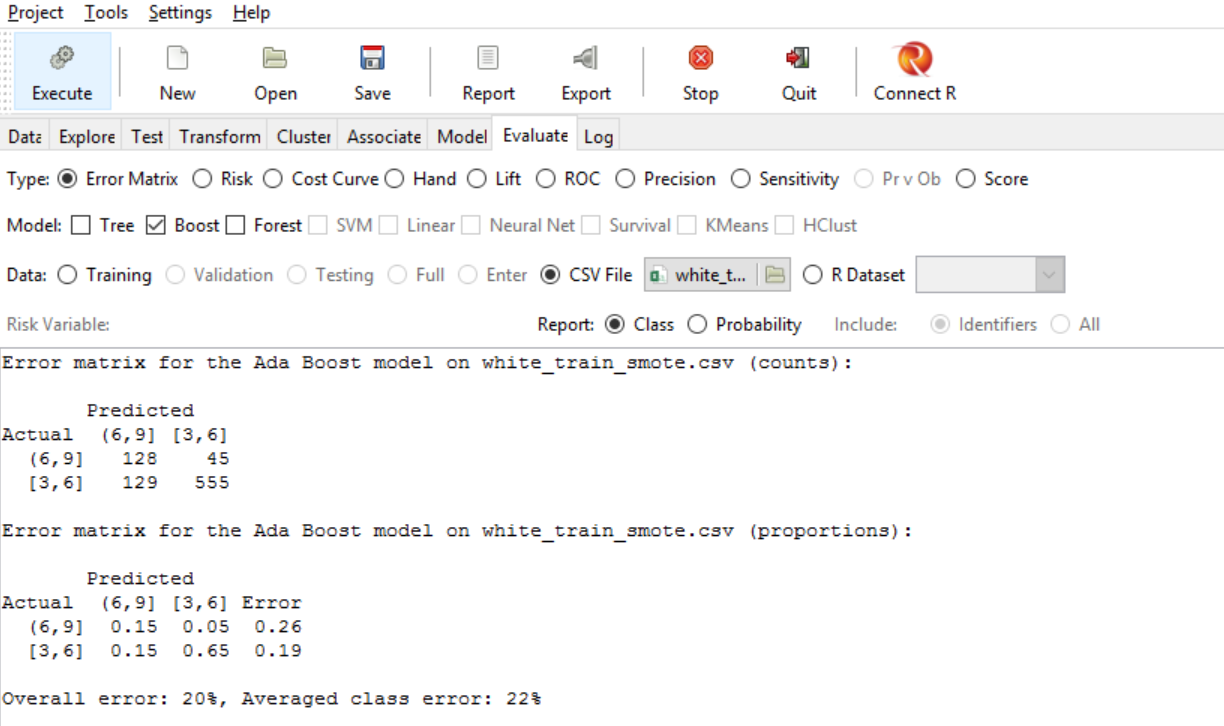 Project Tools Settings Help
Execute New Open Save Report Export Stop Quit Connect R
Data Explore Test Transform Cluster Associate Model Evaluate Log
Type: Error Matrix Risk Cost Curve Hand Lift ROC Precision Sensitivity Pr v Ob Score
Model: Tree Boost Forest SVM Linear Neural Net Survival KMeans HClust
Data: Training Validation Testing Full Enter CSV File white_t... R Dataset
Risk Variable: Report: Class Probability Include: Identifiers All
Error matrix for the Ada Boost model on white_train_smote.csv (counts):
Predicted
Actual (6,9] [3,6]
(6,9] 128 45
[3,6] 129 555
Error matrix for the Ada Boost model on white_train_smote.csv (proportions):
Predicted
Actual (6,9] [3,6] Error
(6,9] 0.15 0.05 0.26
[3,6] 0.15 0.65 0.19
Overall error: 20%, Averaged class error: 22%